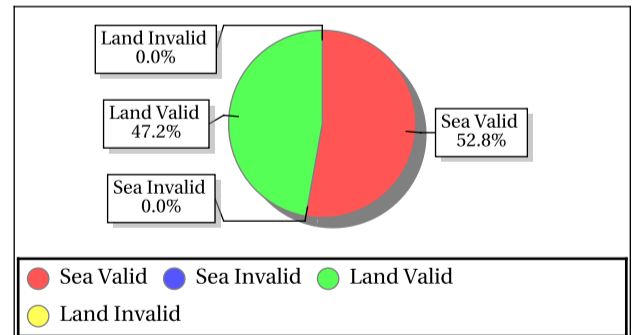 Land Invalid
0.0%
Land Valid
47.2%
Sea Valid
52.8%
Sea Invalid
0.0%
Sea Valid Sea Invalid Land Valid
Land Invalid